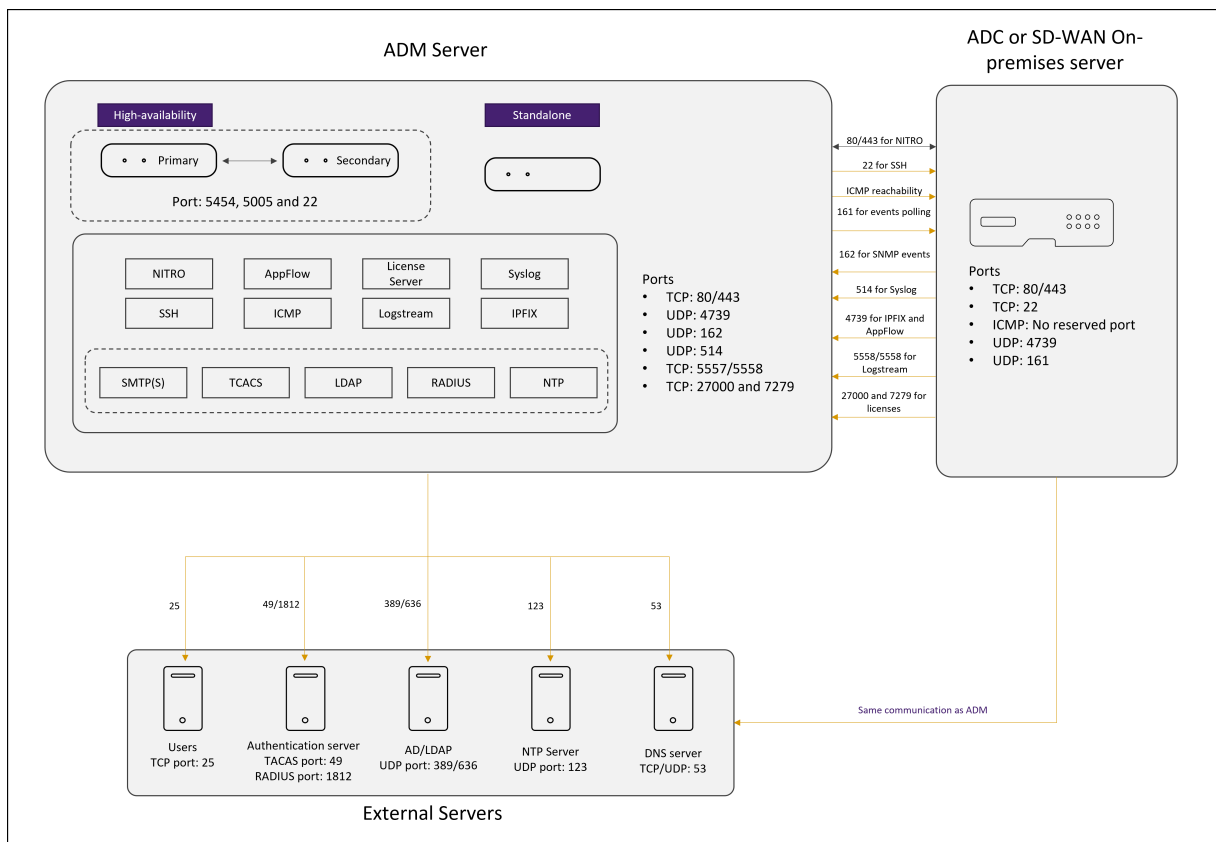 ADM Server
ADC or SD-WAN On-
premises server
High-availability
Standalone
Primary
Secondary
Port: 5454, 5005 and 22
NITRO
AppFlow
License
Server
Syslog
SSH
ICMP
Logstream
IPFIX
SMTP(S)
TCACS
LDAP
RADIUS
NTP
Ports
• TCP: 80/443
• UDP: 4739
• UDP: 162
• UDP: 514
• TCP: 5557/5558
• TCP: 27000 and 7279
80/443 for NITRO
22 for SSH
ICMP reachability
161 for events polling
162 for SNMP events
514 for Syslog
4739 for IPFIX and
AppFlow
5558/5558 for
Logstream
27000 and 7279 for
licenses
Ports
• TCP: 80/443
• TCP: 22
• ICMP: No reserved port
• UDP: 4739
• UDP: 161
25
49/1812
389/636
123
53
Users
TCP port: 25
Authentication server
TACAS port: 49
RADIUS port: 1812
AD/LDAP
UDP port: 389/636
NTP Server
UDP port: 123
DNS server
TCP/UDP: 53
Same communication as ADM
External Servers